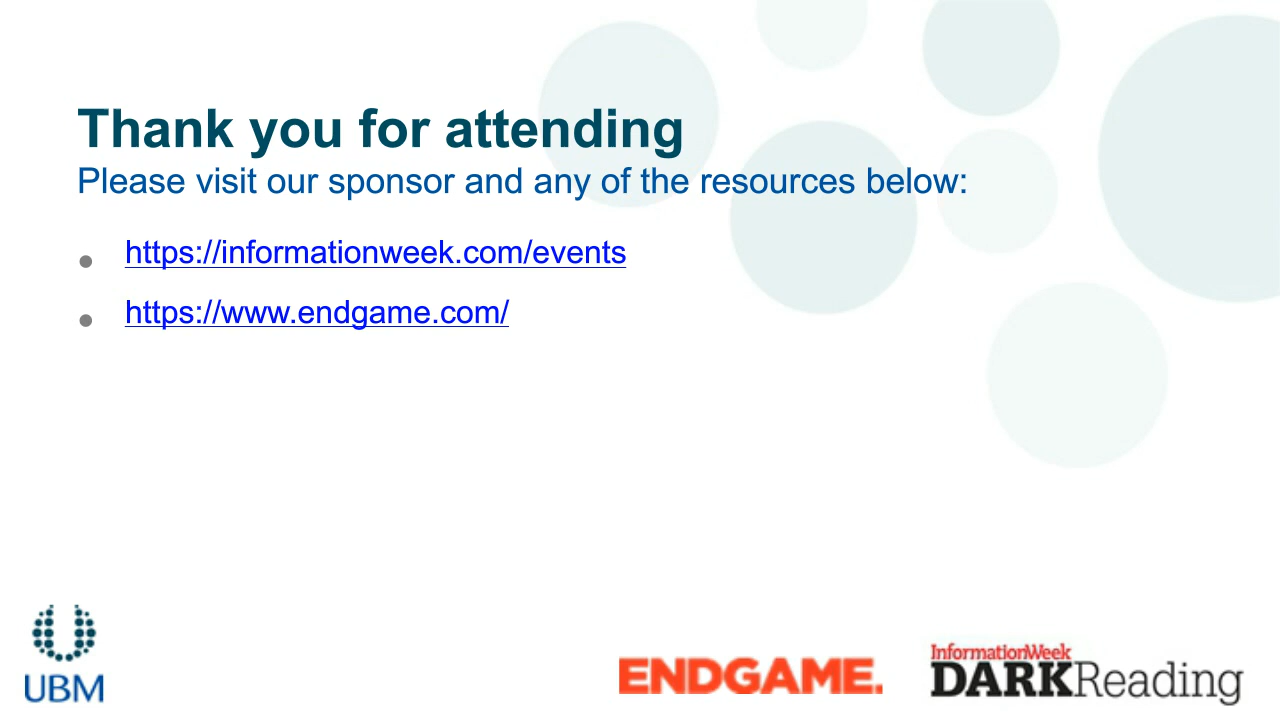 Thank you for attending
Please visit our sponsor and any of the resources below:
• https://informationweek.com/events
• https://www.endgame.com/
UBM
ENDGAME.
InformationWeek
DARKReading